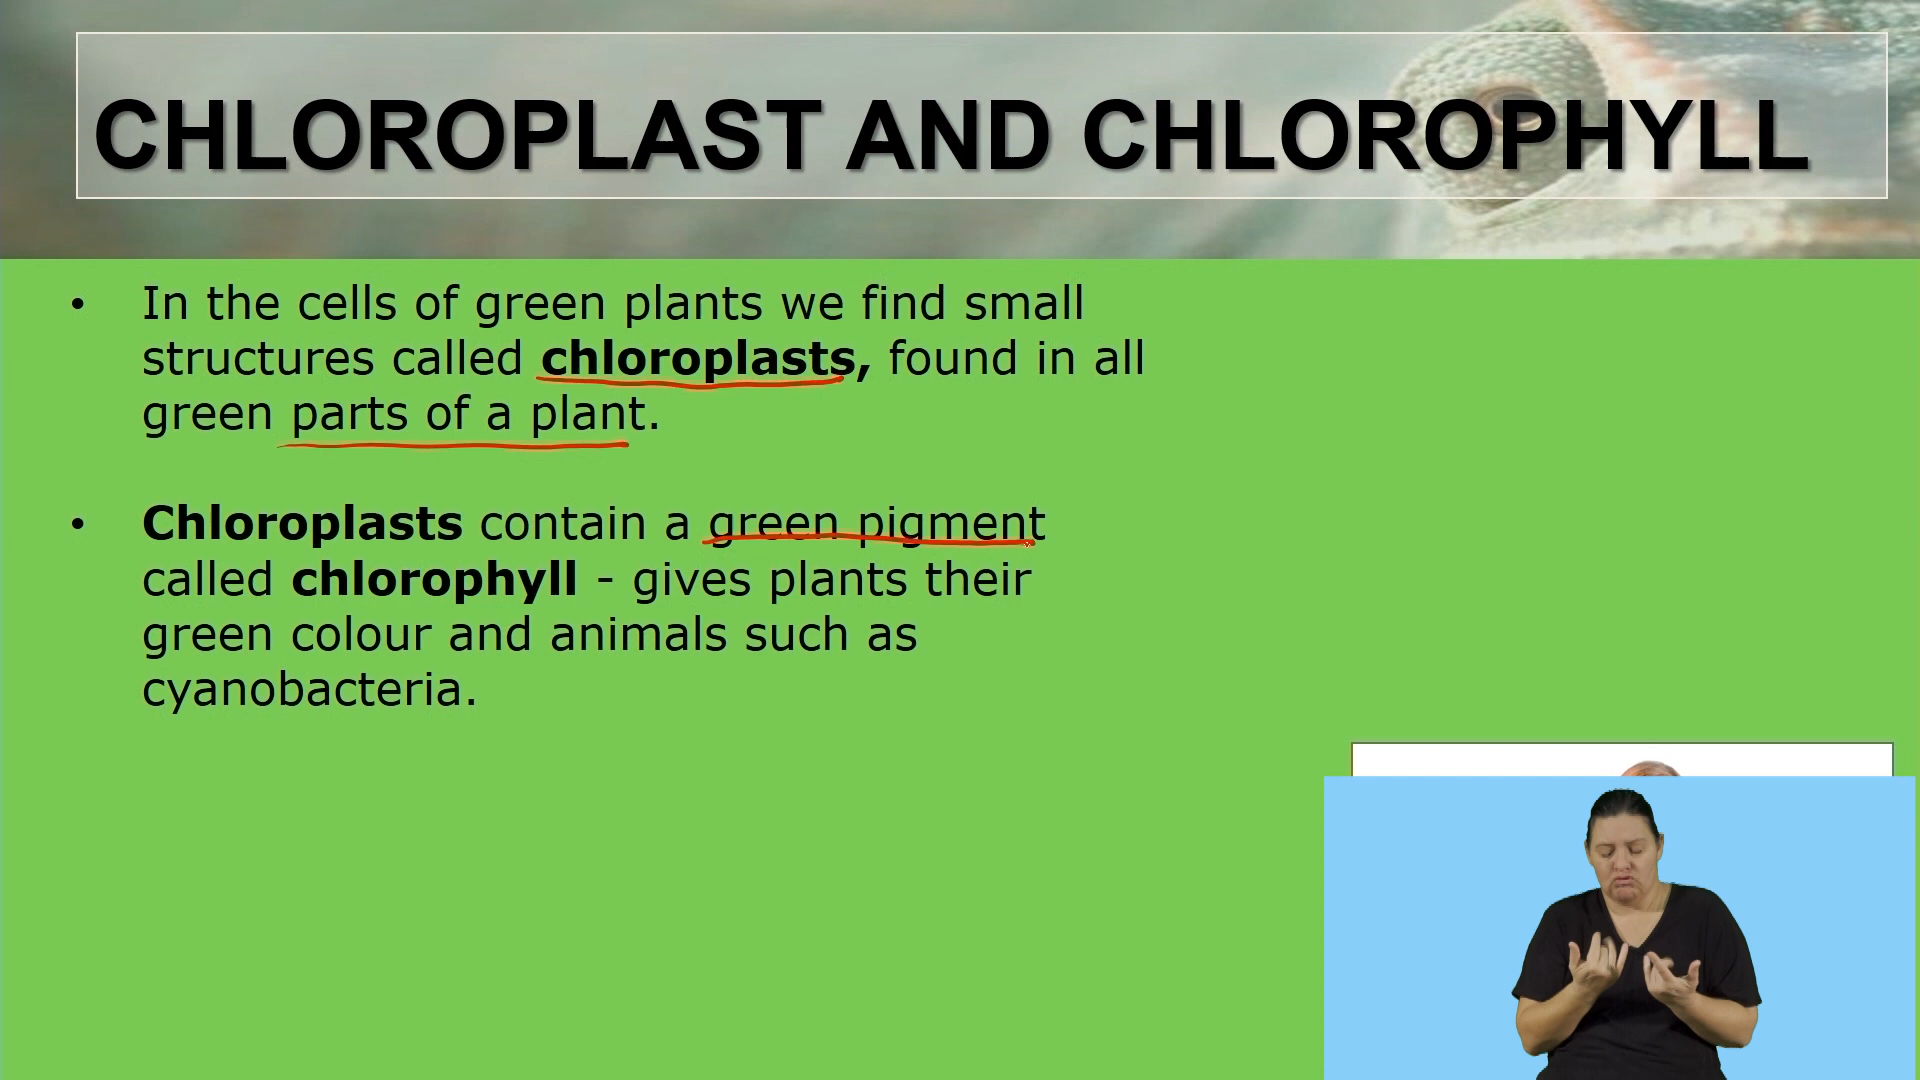 CHLOROPLAST AND CHLOROPHYLL
• In the cells of green plants we find small
structures called chloroplasts, found in all
green parts of a plant.
• Chloroplasts contain a green pigment
called chlorophyll - gives plants their
green colour and animals such as
cyanobacteria.